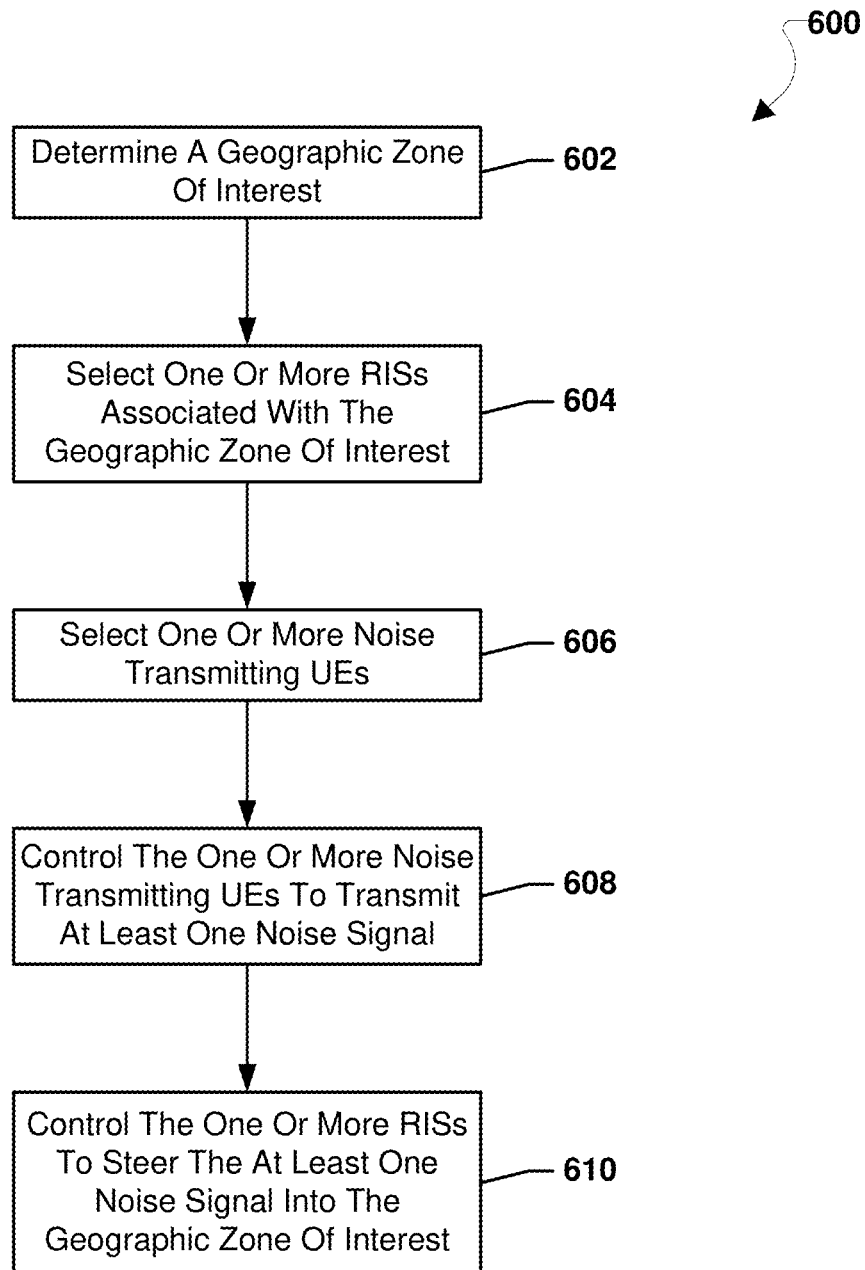 600
Determine A Geographic Zone
Of Interest
602
Select One Or More RISs
Associated With The
Geographic Zone Of Interest
604
Select One Or More Noise
Transmitting UEs
606
Control The One Or More Noise
Transmitting UEs To Transmit
At Least One Noise Signal
608
Control The One Or More RISs
To Steer The At Least One
Noise Signal Into The
Geographic Zone Of Interest
610